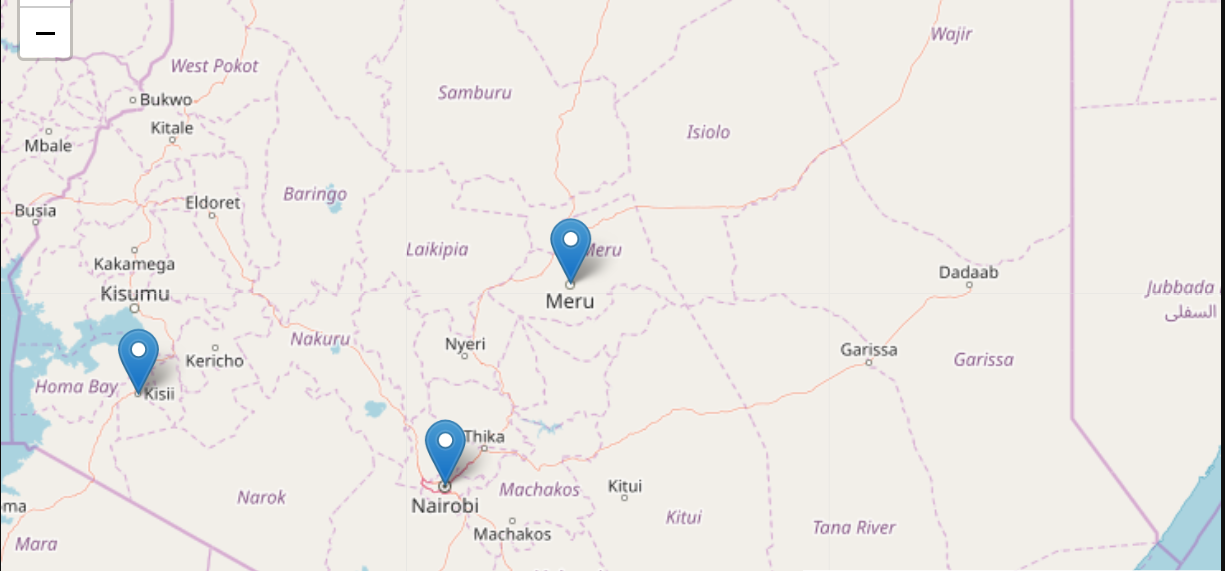 −
Wajir
West Pokot
Samburu
Bukwo
Kitale
Isiolo
Mbale
Baringo
Eldoret
Busia
Laikipia
Meru
Kakamega
Dadaab
Kisumu
Meru
Jubbada
السفلى
Nakuru
Nyeri
Kericho
Garissa
Garissa
Homa Bay
Kisii
Thika
Kitui
Machakos
Narok
Nairobi
oma
Kitui
Tana River
Machakos
Mara